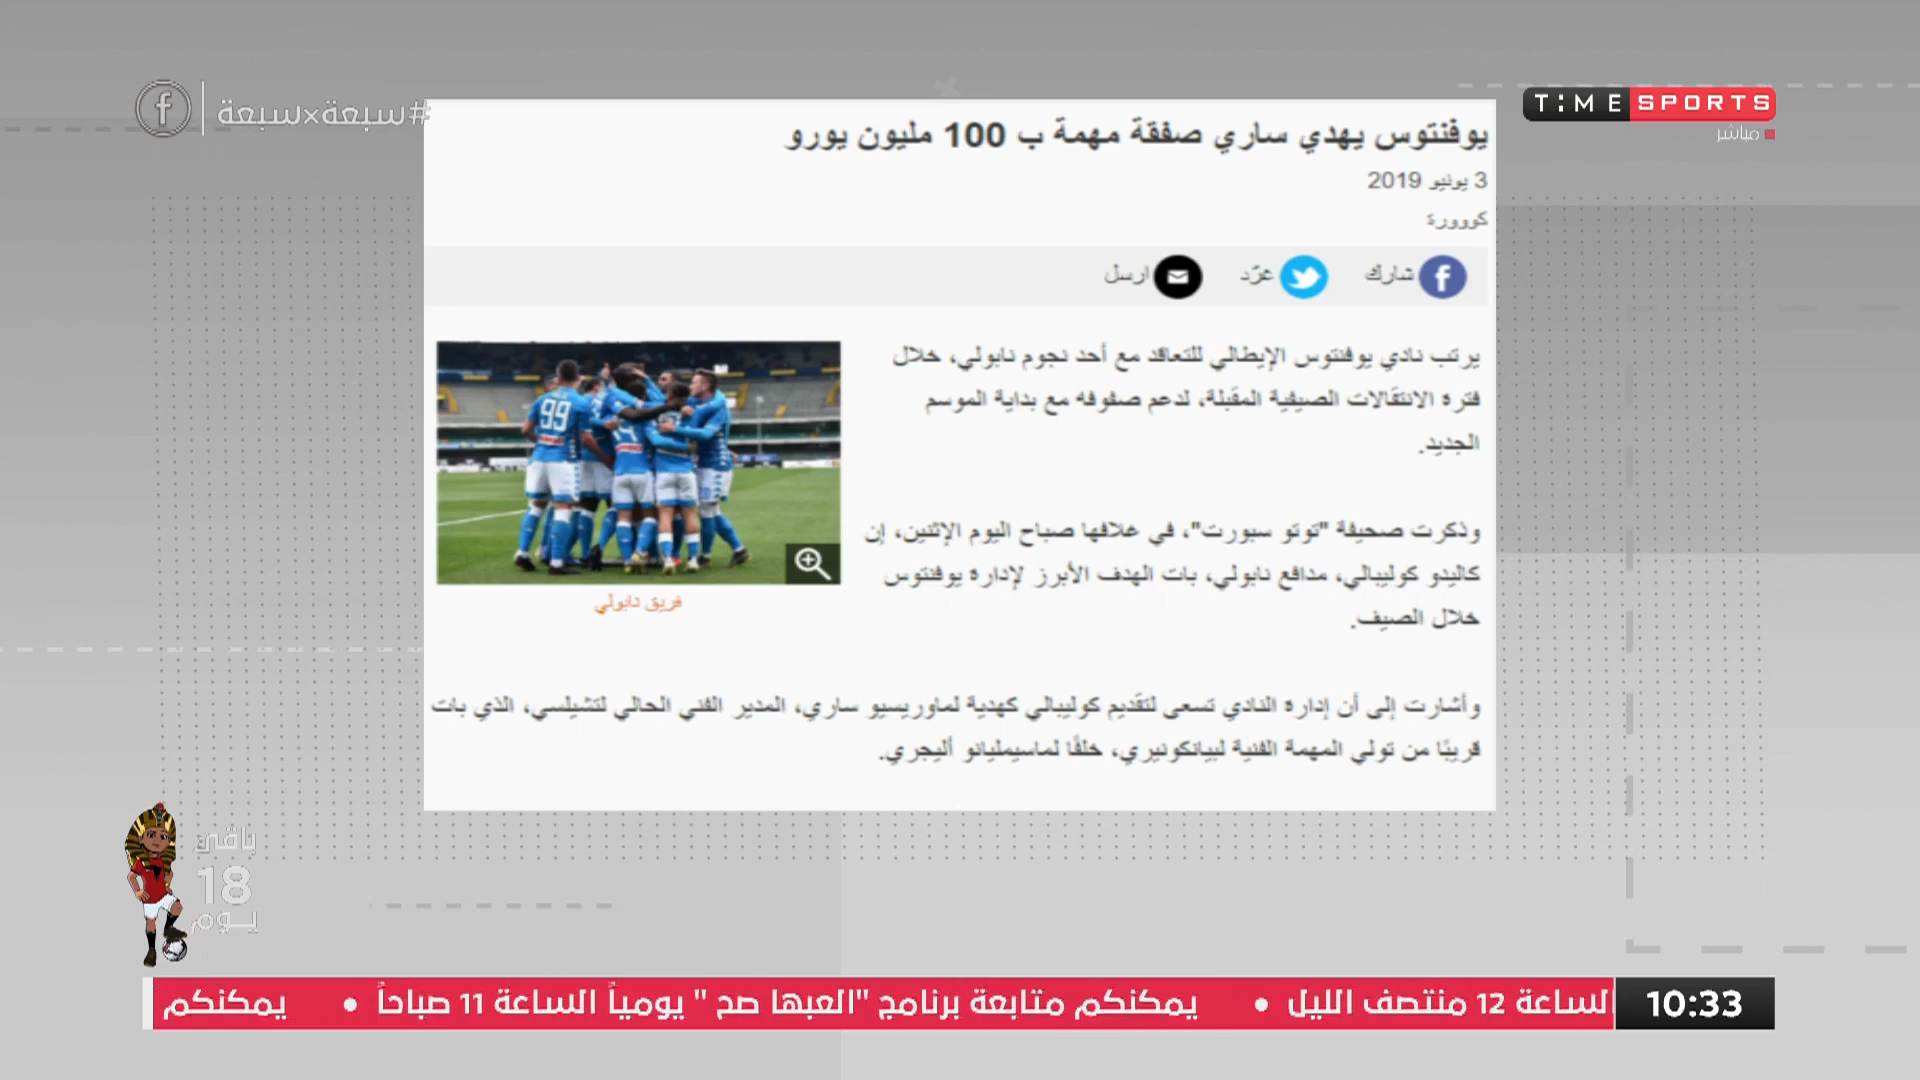 #سبعة×سبعة
TIME SPORTS
مباشر
يوفنتوس يهدي ساري صفقة مهمة ب 100 مليون يورو
3 يونيو 2019
كووورة
شارك
غرّد
ارسل
يرتب نادي يوفنتوس الإيطالي للتعاقد مع أحد نجوم نابولي، خلال
فترة الانتقالات الصيفية المقبلة، لدعم صفوفه مع بداية الموسم
الجديد.
99
وذكرت صحيفة "توتو سبورت"، في غلافها صباح اليوم الإثنين، إن
كاليدو كوليبالي، مدافع نابولي، بات الهدف الأبرز لإدارة يوفنتوس
خلال الصيف.
فريق نابولي
وأشارت إلى أن إدارة النادي تسعى لتقديم كوليبالي كهدية لماوريسيو ساري، المدير الفني الحالي لتشيلسي، الذي بات
قريبًا من تولي المهمة الفنية لبيانكونيري، خلفًا لماسيمليانو أليجري.
باقي
18
يوم
10:33
الساعة 12 منتصف الليل • يمكنكم متابعة برنامج "العبها صح " يومياً الساعة 11 صباحاً • يمكنكم